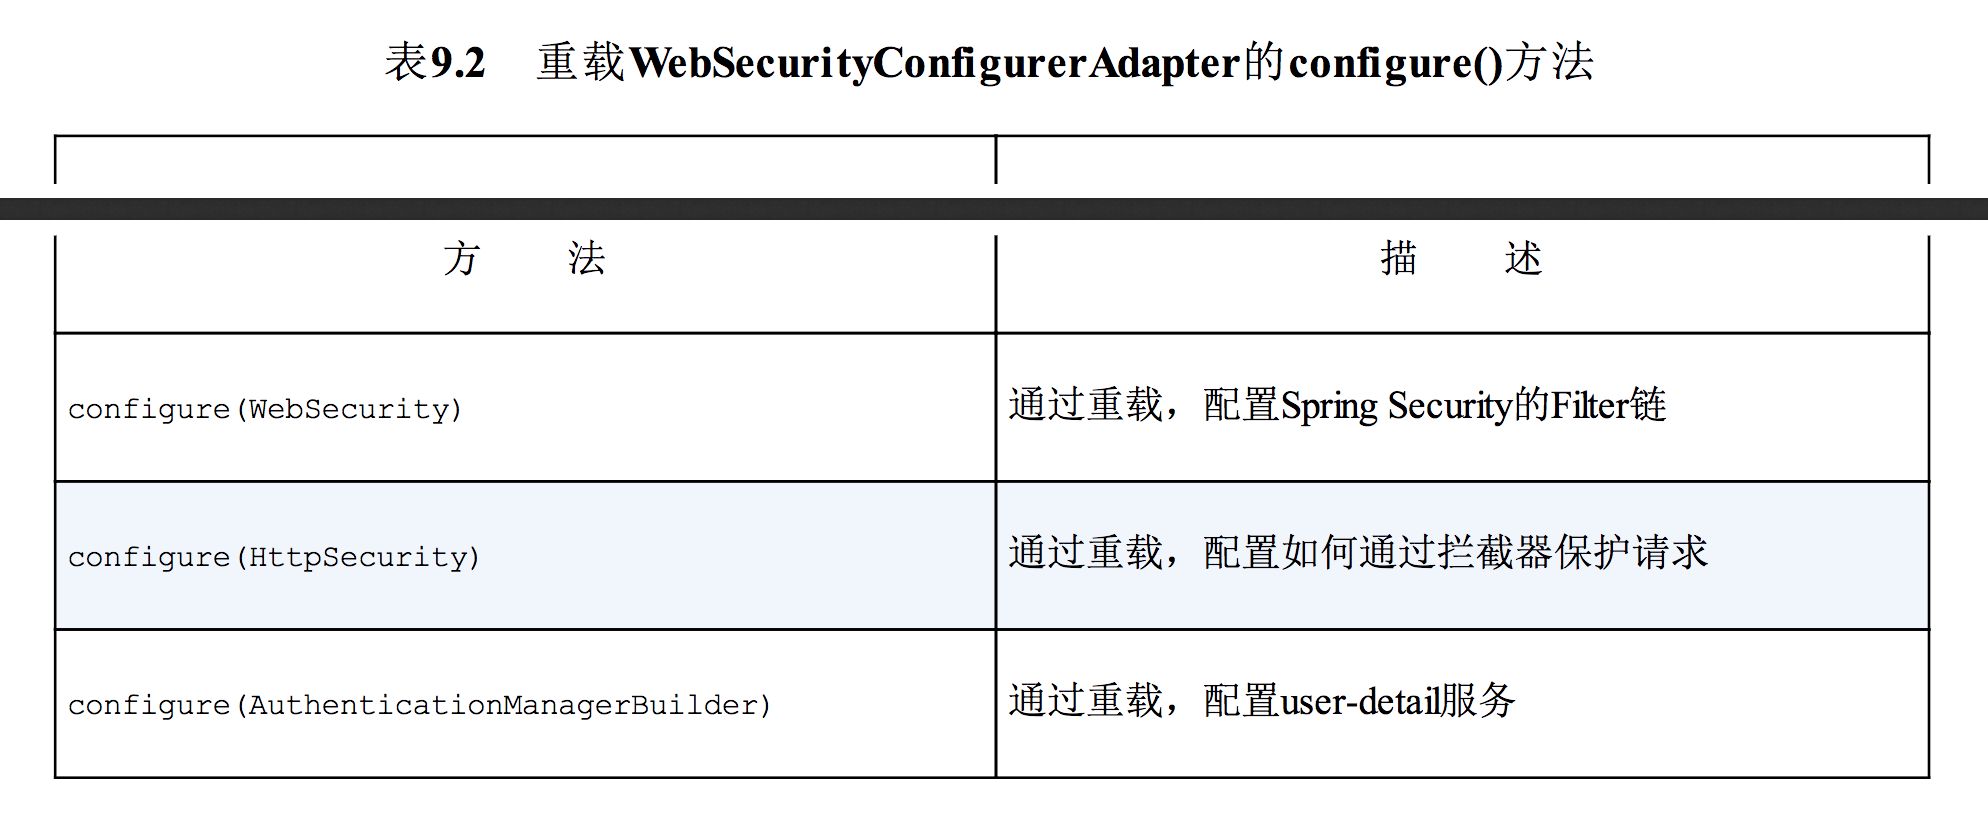 表9.2 重载WebSecurityConfigurerAdapter的configure()方法
方 法 描 述
configure(WebSecurity) 通过重载，配置Spring Security的Filter链
configure(HttpSecurity) 通过重载，配置如何通过拦截器保护请求
configure(AuthenticationManagerBuilder) 通过重载，配置user-detail服务